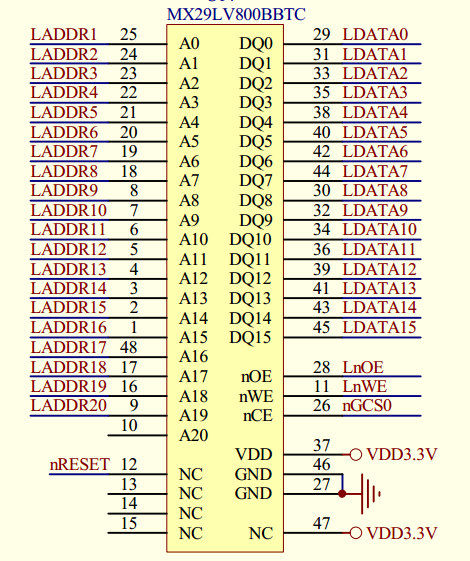 MX29LV800BBTC
LADDR1 25 A0 DQ0 29 LDATA0
LADDR2 24 A1 DQ1 31 LDATA1
LADDR3 23 A2 DQ2 33 LDATA2
LADDR4 22 A3 DQ3 35 LDATA3
LADDR5 21 A4 DQ4 38 LDATA4
LADDR6 20 A5 DQ5 40 LDATA5
LADDR7 19 A6 DQ6 42 LDATA6
LADDR8 18 A7 DQ7 44 LDATA7
LADDR9 8 A8 DQ8 30 LDATA8
LADDR10 7 A9 DQ9 32 LDATA9
LADDR11 6 A10 DQ10 34 LDATA10
LADDR12 5 A11 DQ11 36 LDATA11
LADDR13 4 A12 DQ12 39 LDATA12
LADDR14 3 A13 DQ13 41 LDATA13
LADDR15 2 A14 DQ14 43 LDATA14
LADDR16 1 A15 DQ15 45 LDATA15
LADDR17 48 A16
LADDR18 17 A17 nOE 28 LnOE
LADDR19 16 A18 nWE 11 LnWE
LADDR20 9 A19 nCE 26 nGCS0
10 A20
VDD 37 VDD3.3V
nRESET 12 NC GND 46
13 NC GND 27
14 NC
15 NC NC 47 VDD3.3V